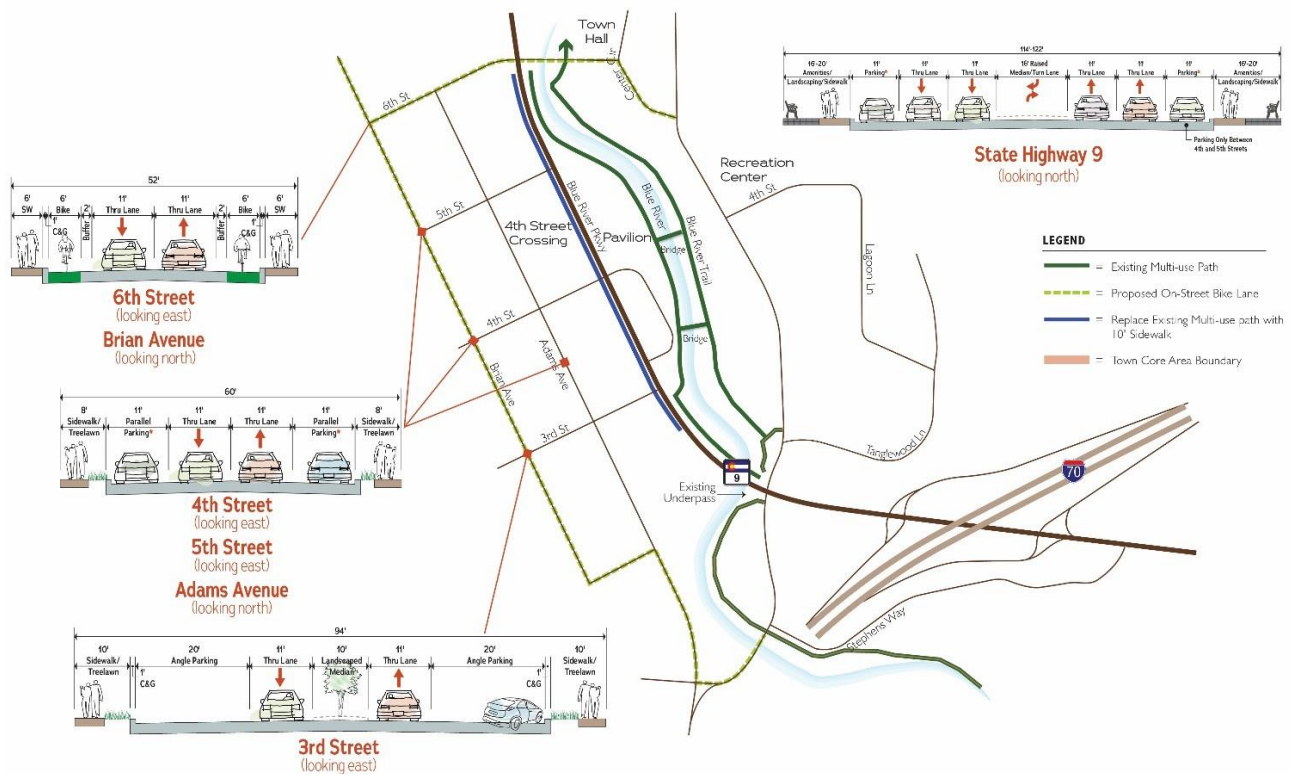 Town
Hall
Center Cir
6th St
5th St
4th Street
Crossing
Blue River Pkwy
Pavilion
Blue River
Bridge
Blue River Trail
Recreation
Center
4th St
Lagoon Ln
4th St
Bridge
Adams Ave
Brian Ave
3rd St
Tanglewood Ln
9
Existing
Underpass
70
Stephens Way
114'-122'
16'-20'
Amenities/
Landscaping/Sidewalk
11'
Parking*
11'
Thru Lane
11'
Thru Lane
16' Raised
Median/Turn Lane
11'
Thru Lane
11'
Thru Lane
11'
Parking*
16'-20'
Amenities/
Landscaping/Sidewalk
Parking Only Between
4th and 5th Streets
State Highway 9
(looking north)
LEGEND
= Existing Multi-use Path
= Proposed On-Street Bike Lane
= Replace Existing Multi-use path with
10' Sidewalk
= Town Core Area Boundary
52'
6'
SW
1'
C&G
6'
Bike
2'
Buffer
11'
Thru Lane
11'
Thru Lane
2'
Buffer
6'
Bike
1'
C&G
6'
SW
6th Street
(looking east)
Brian Avenue
(looking north)
60'
8'
Sidewalk/
Treelawn
11'
Parallel
Parking*
11'
Thru Lane
11'
Thru Lane
11'
Parallel
Parking*
8'
Sidewalk/
Treelawn
4th Street
(looking east)
5th Street
(looking east)
Adams Avenue
(looking north)
94'
10'
Sidewalk/
Treelawn
1'
C&G
20'
Angle Parking
11'
Thru Lane
10'
Landscaped
Median
11'
Thru Lane
20'
Angle Parking
1'
C&G
10'
Sidewalk/
Treelawn
3rd Street
(looking east)